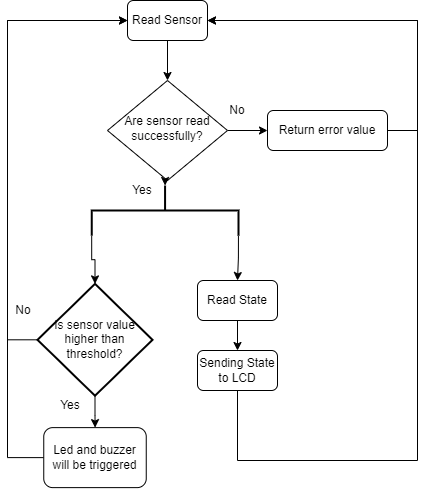 Read Sensor
Are sensor read
successfully?
No
Return error value
Yes
Is sensor value
higher than
threshold?
No
Read State
Sending State
to LCD
Yes
Led and buzzer
will be triggered